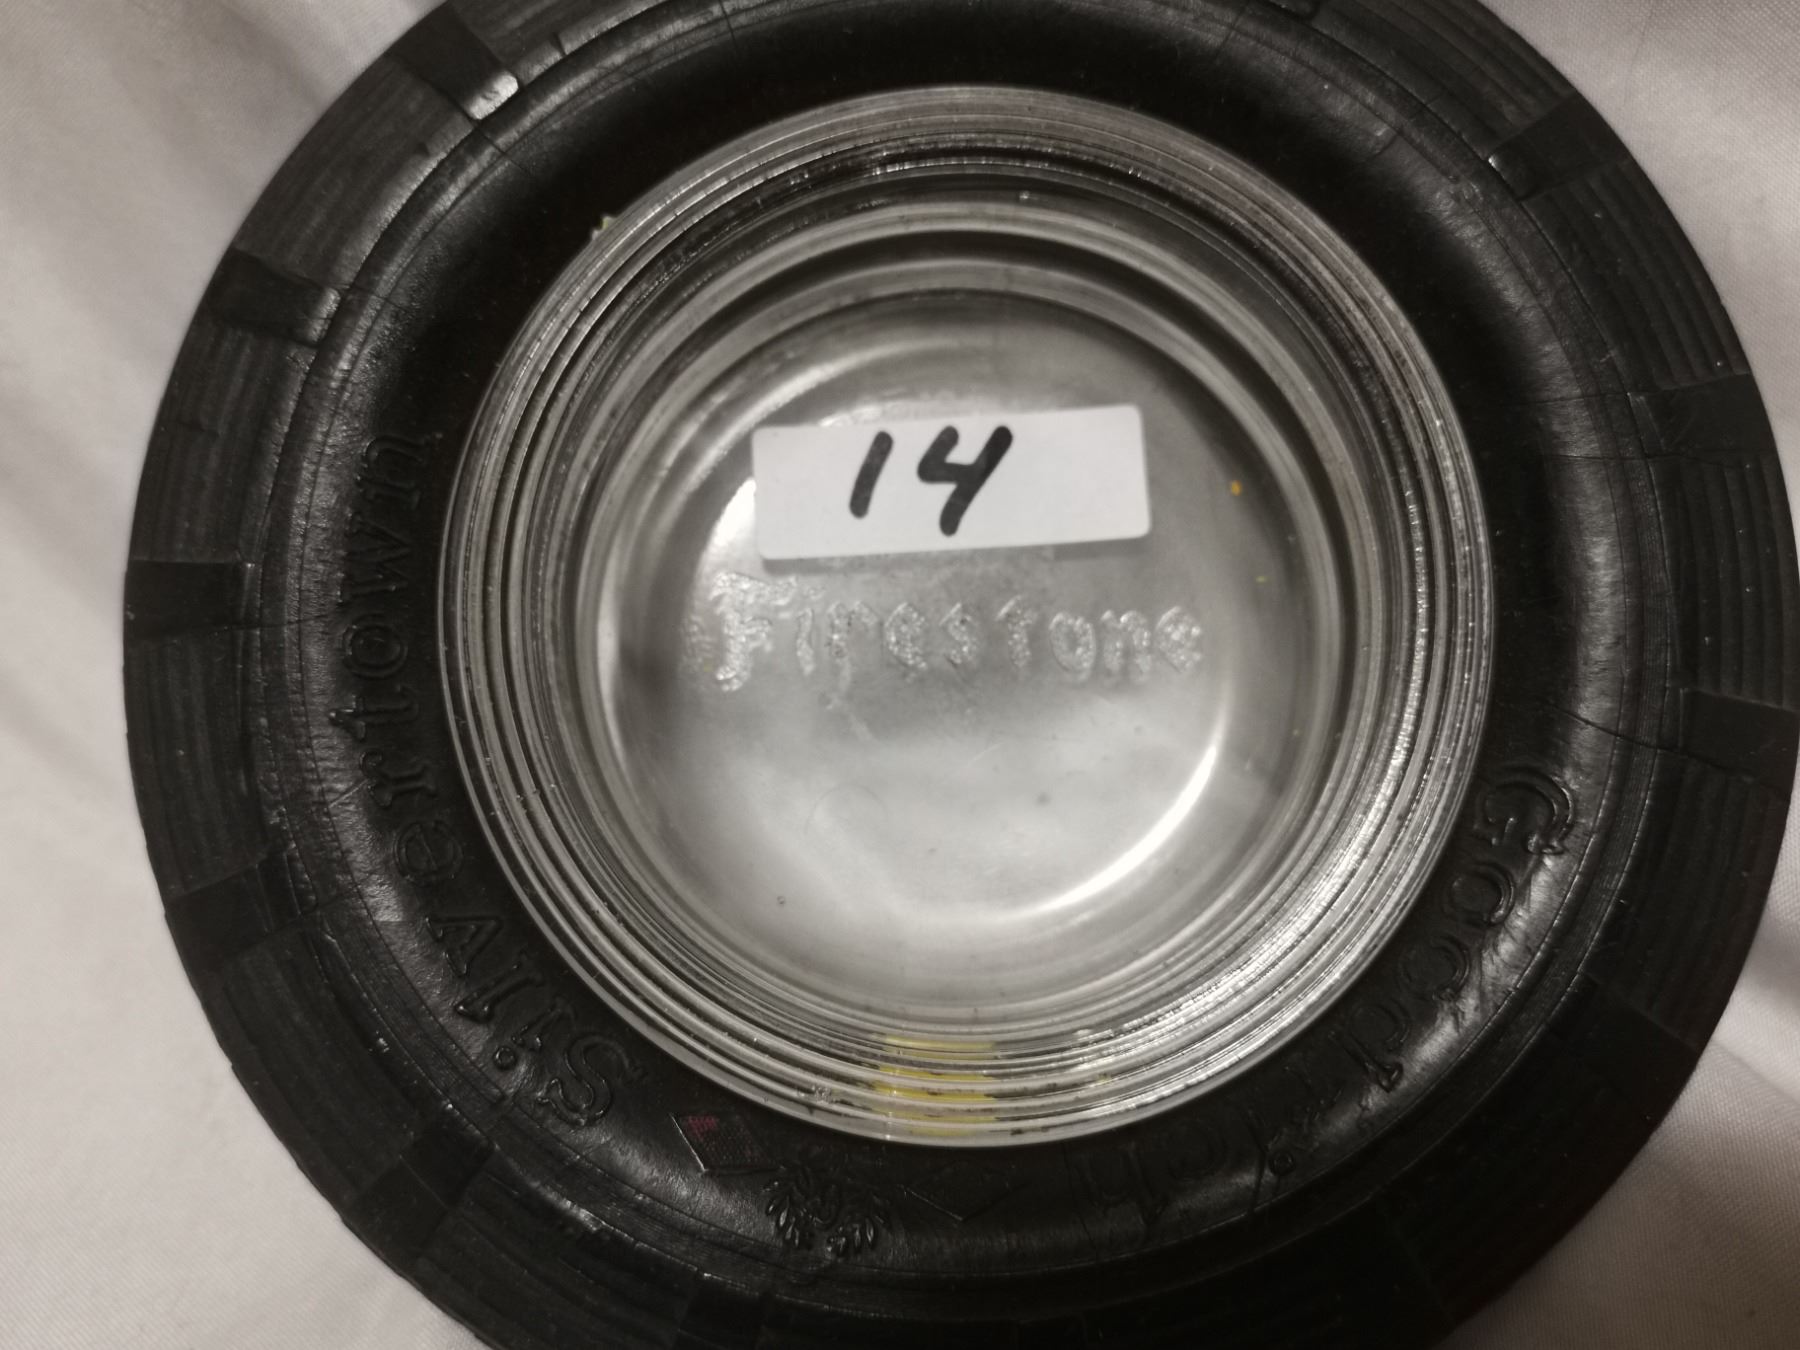 14
Firestone
Silvertown
Goodrich